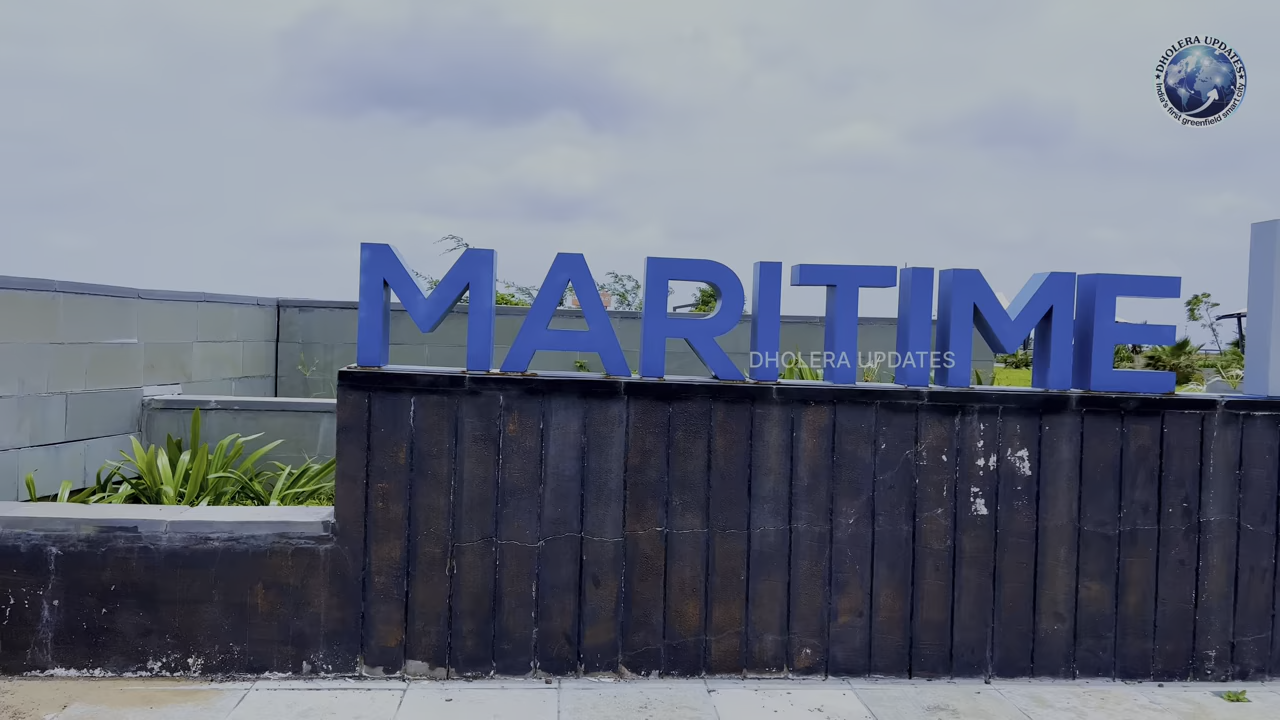 DHOLERA UPDATES
India's first greenfield smart city
MARITIME
DHOLERA UPDATES